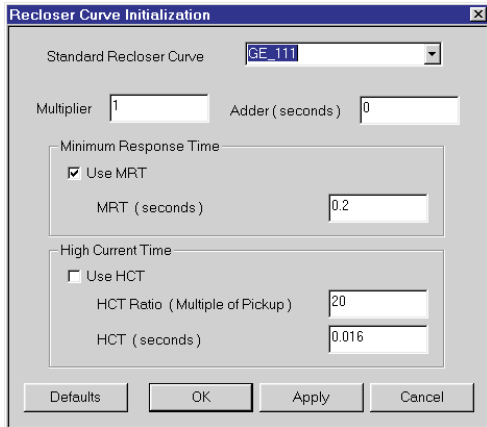 Recloser Curve Initialization
Standard Recloser Curve GE_111
Multiplier 1 Adder ( seconds ) 0
Minimum Response Time
Use MRT
MRT ( seconds ) 0.2
High Current Time
Use HCT
HCT Ratio ( Multiple of Pickup ) 20
HCT ( seconds ) 0.016
Defaults OK Apply Cancel